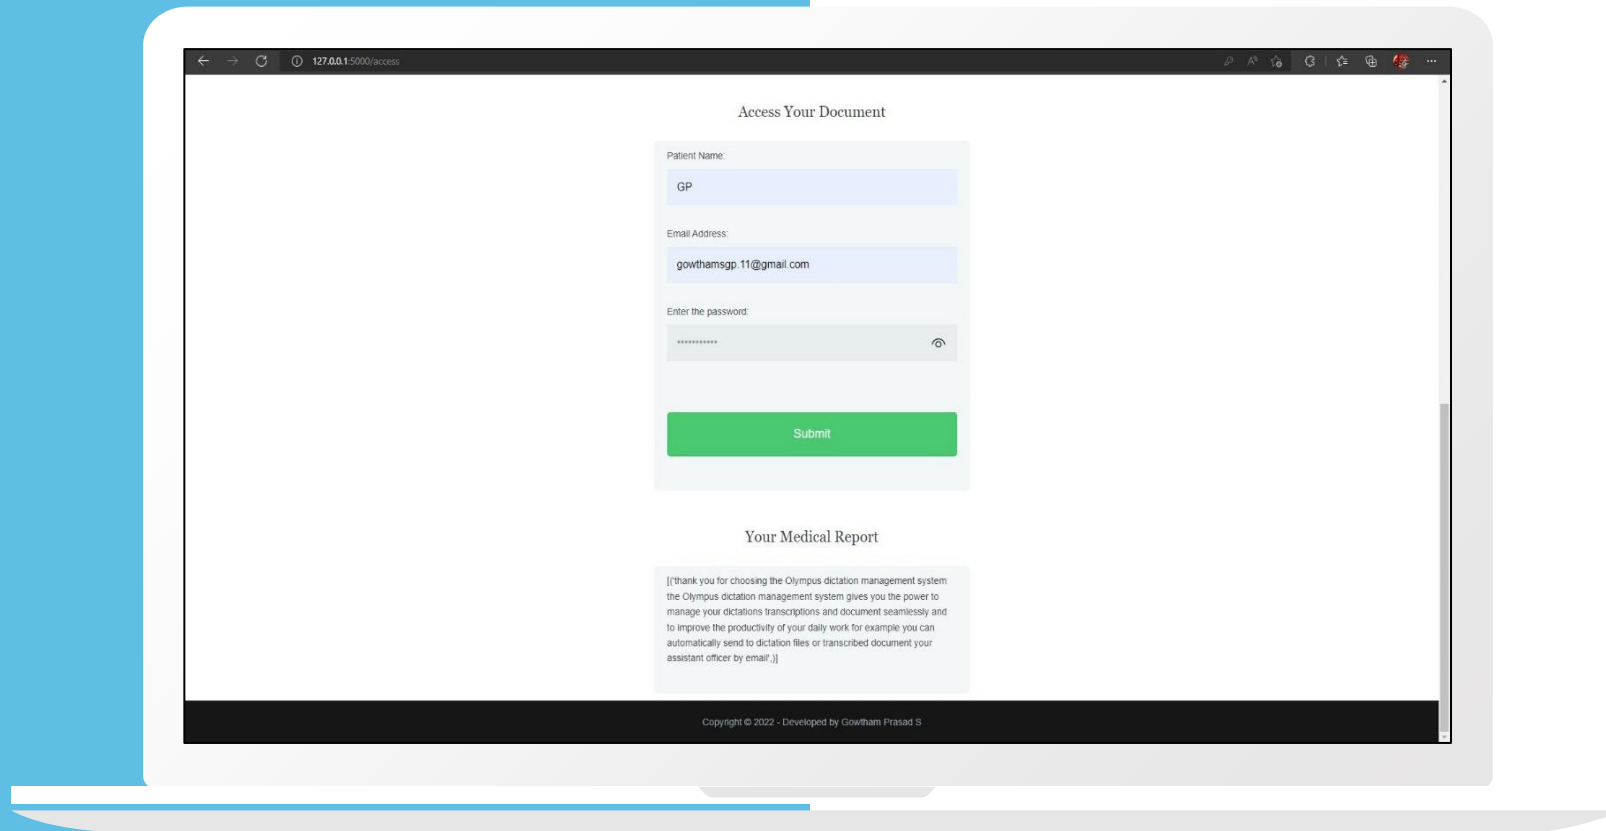 127.0.0.1:5000/access
Access Your Document
Patient Name:
GP
Email Address:
gowthamsgp.11@gmail.com
Enter the password:
•••••••••••
Submit
Your Medical Report
[('thank you for choosing the Olympus dictation management system
the Olympus dictation management system gives you the power to
manage your dictations transcriptions and document seamlessly and
to improve the productivity of your daily work for example you can
automatically send to dictation files or transcribed document your
assistant officer by email',)]
Copyright © 2022 - Developed by Gowtham Prasad S